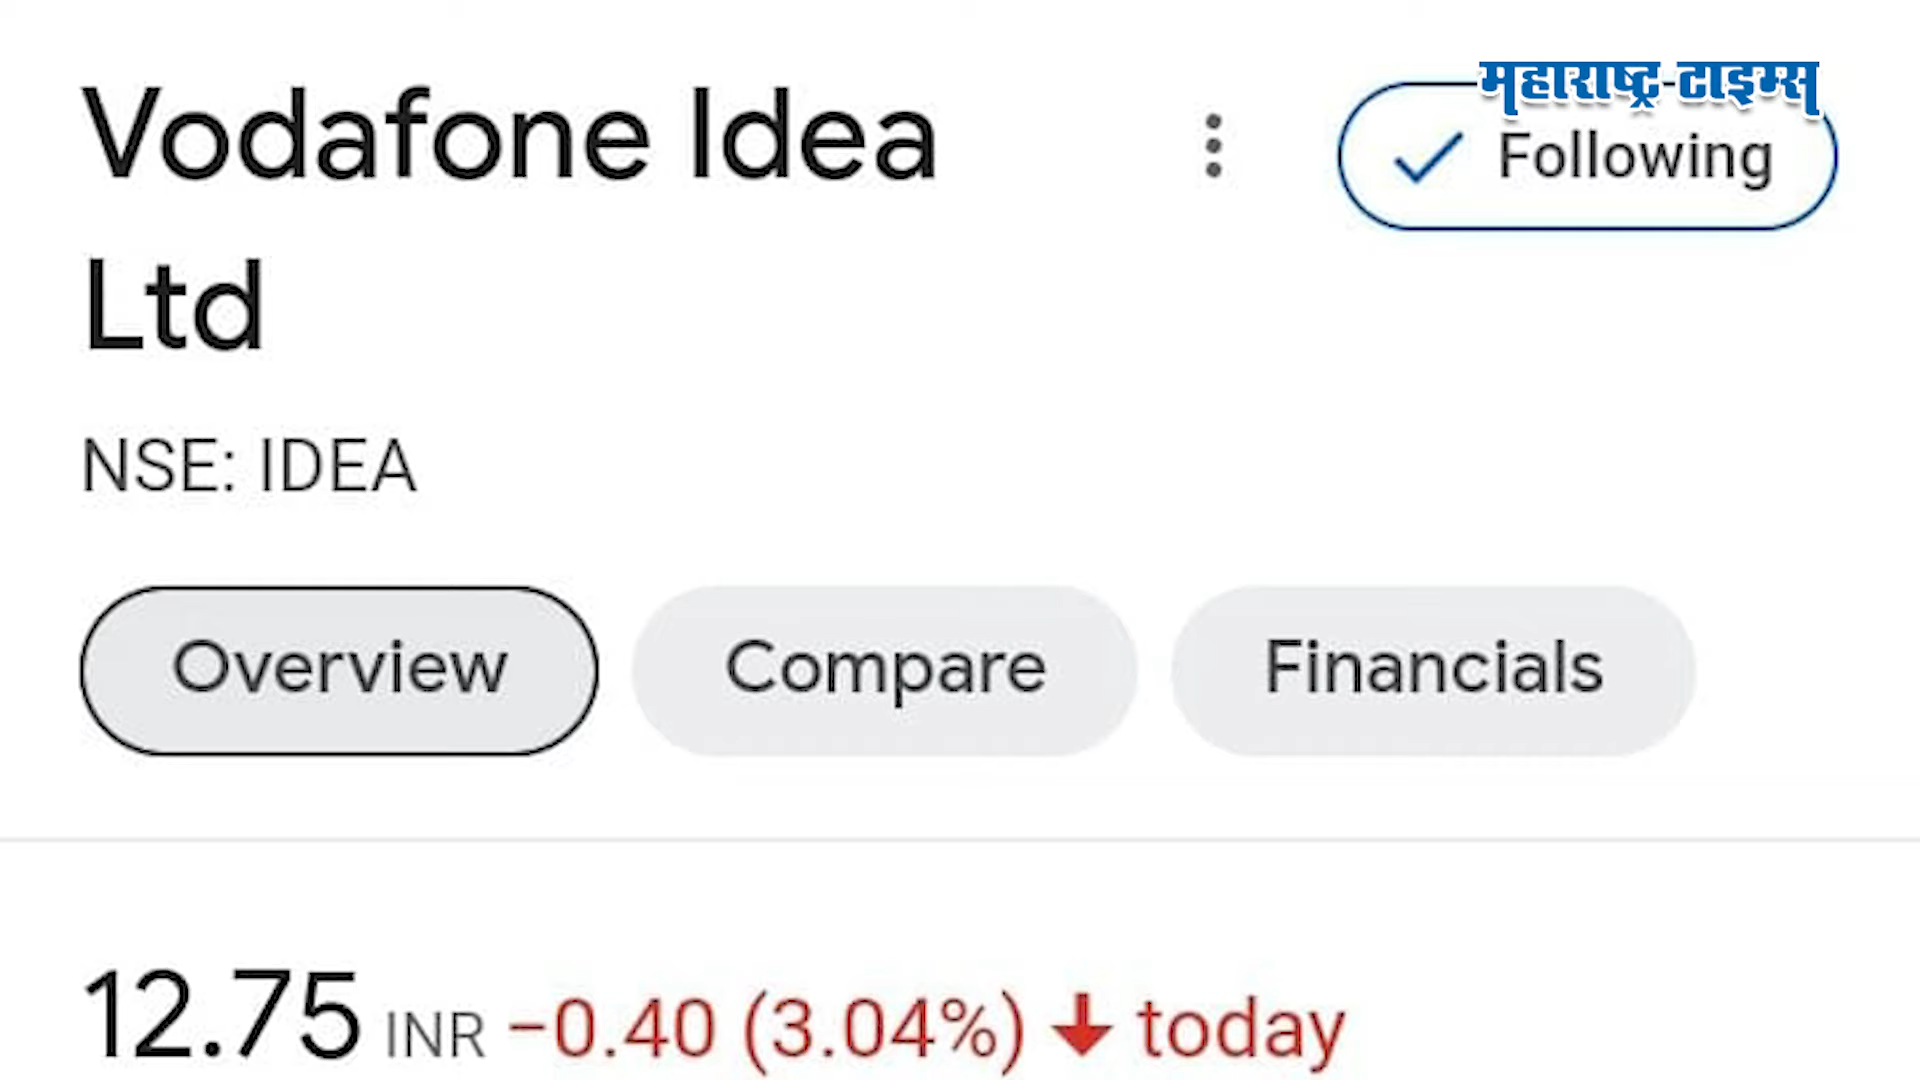 महाराष्ट्र टाइम्स
Vodafone Idea
Ltd
Following
NSE: IDEA
Overview
Compare
Financials
12.75 INR −0.40 (3.04%) ↓ today